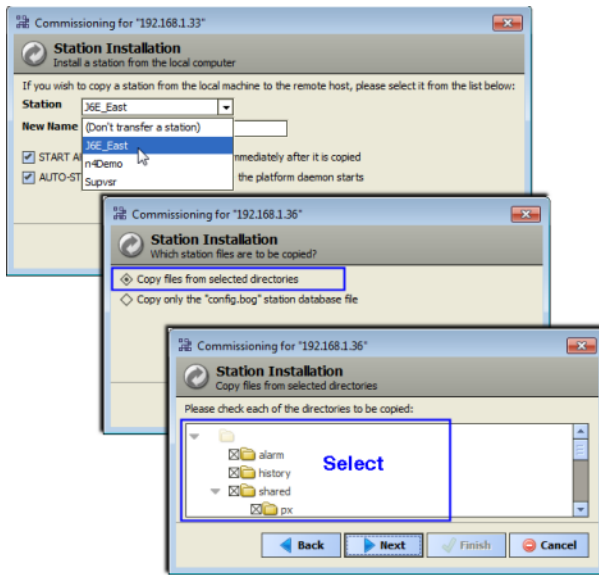 Commissioning for "192.168.1.33"
Station Installation
Install a station from the local computer
If you wish to copy a station from the local machine to the remote host, please select it from the list below:
Station J6E_East
New Name
(Don't transfer a station)
J6E_East
n4Demo
Supvsr
START A mmediately after it is copied
AUTO-ST the platform daemon starts
Commissioning for "192.168.1.36"
Station Installation
Which station files are to be copied?
Copy files from selected directories
Copy only the "config.bog" station database file
Commissioning for "192.168.1.36"
Station Installation
Copy files from selected directories
Please check each of the directories to be copied:
alarm
history
shared
px
Select
Back Next Finish Cancel